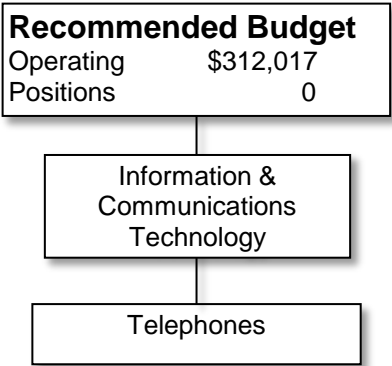 Recommended Budget
Operating $312,017
Positions 0
Information &
Communications
Technology
Telephones